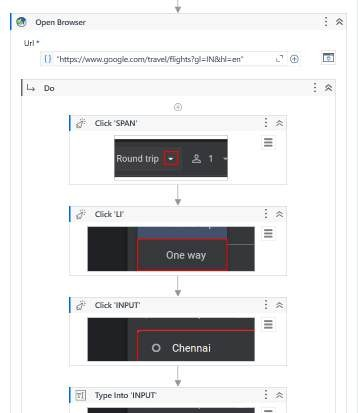 Open Browser
Url *
"https://www.google.com/travel/flights?gl=IN&hl=en"
Do
Click 'SPAN'
Round trip 1
Click 'LI'
One way
Click 'INPUT'
Chennai
Type Into 'INPUT'